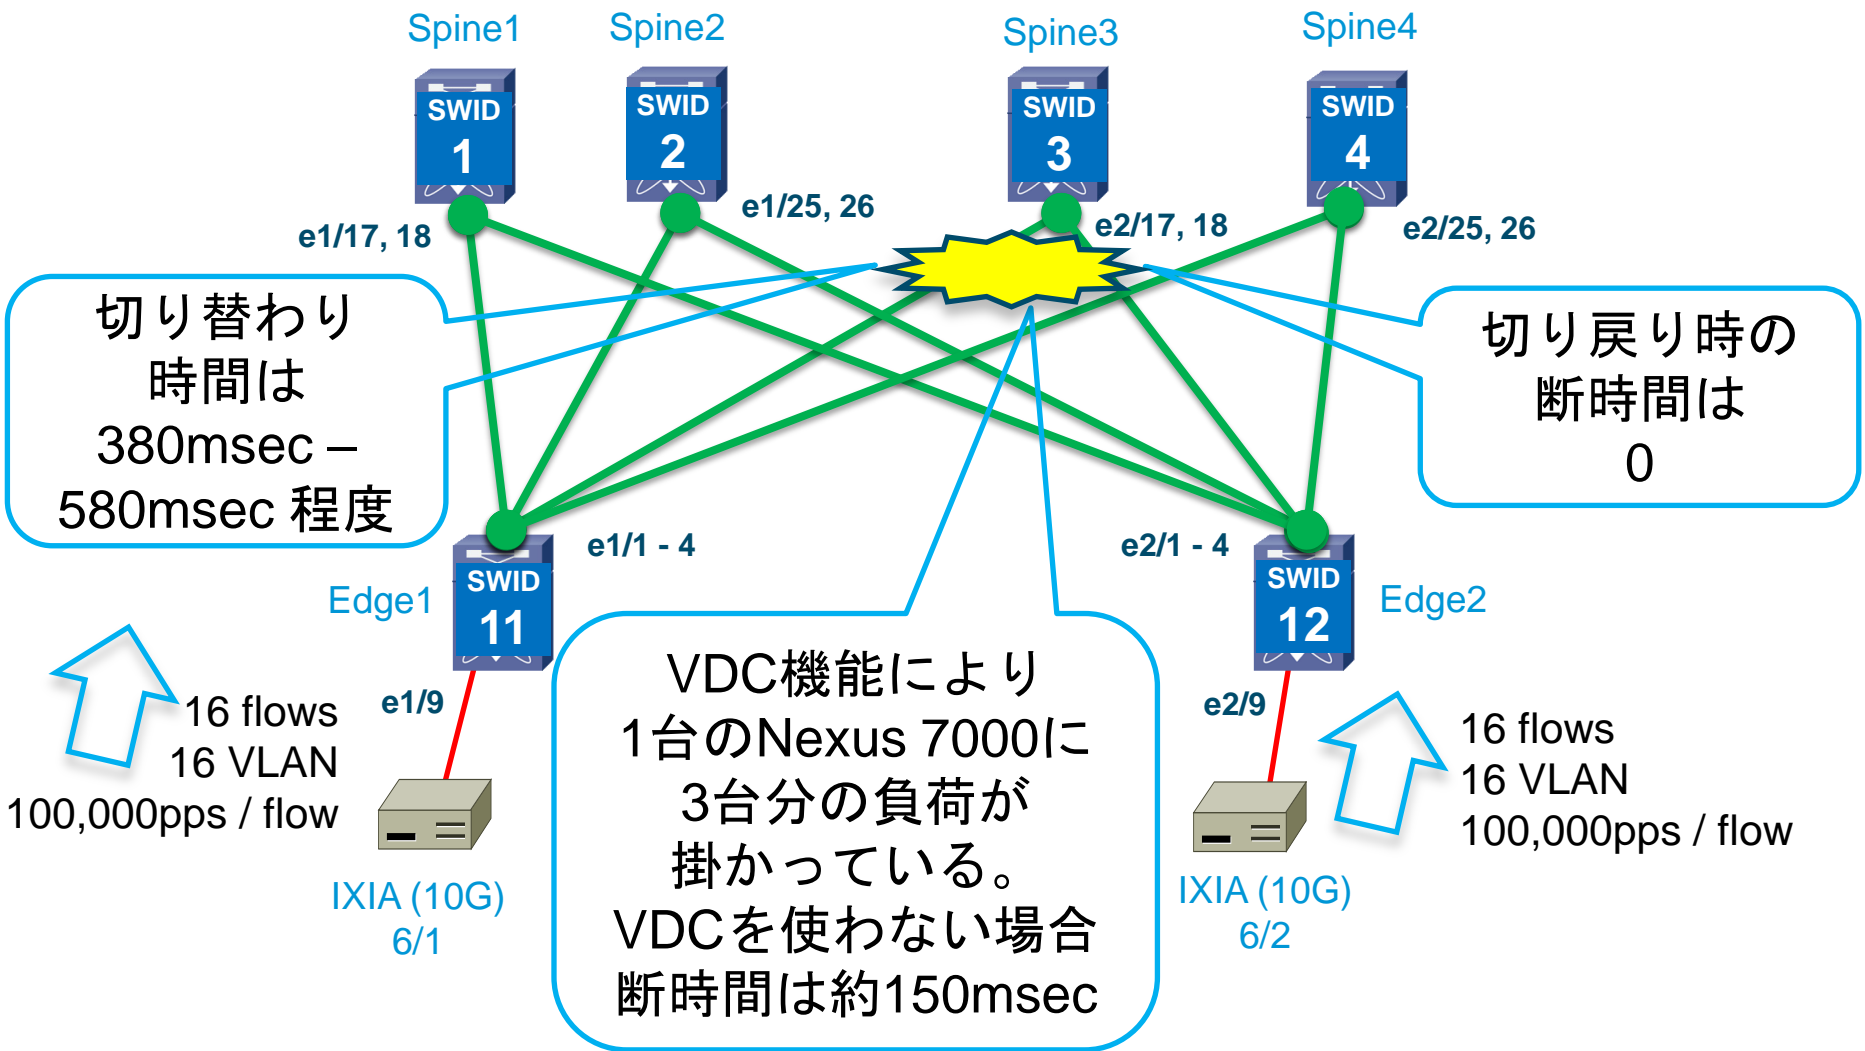 Spine1
Spine2
Spine3
Spine4
SWID
1
SWID
2
SWID
3
SWID
4
e1/17, 18
e1/25, 26
e2/17, 18
e2/25, 26
切り替わり
時間は
380msec –
580msec 程度
切り戻り時の
断時間は
0
e1/1 - 4
e2/1 - 4
Edge1
SWID
11
SWID
12
Edge2
VDC機能により
1台のNexus 7000に
3台分の負荷が
掛かっている。
VDCを使わない場合
断時間は約150msec
16 flows
16 VLAN
100,000pps / flow
e1/9
e2/9
16 flows
16 VLAN
100,000pps / flow
IXIA (10G)
6/1
IXIA (10G)
6/2